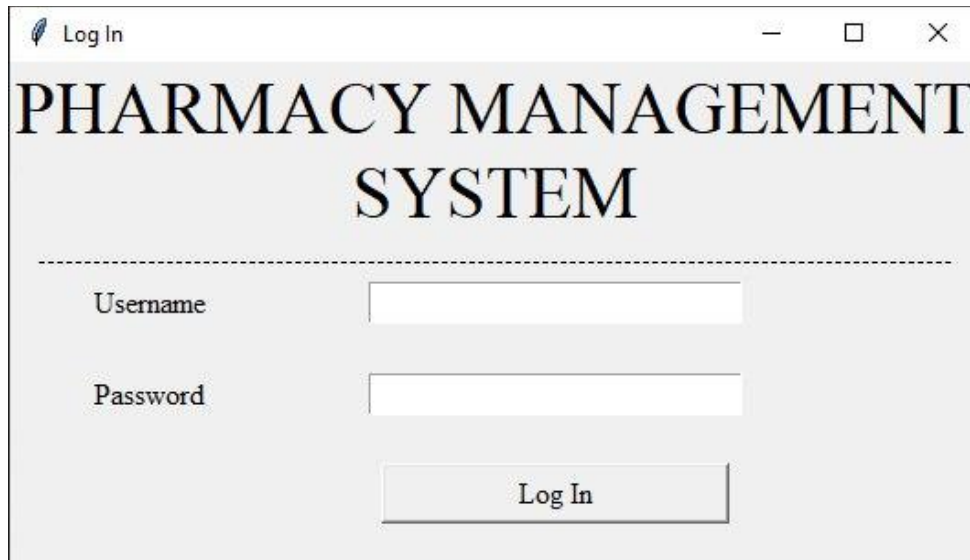 Log In
PHARMACY MANAGEMENT
SYSTEM
Username
Password
Log In